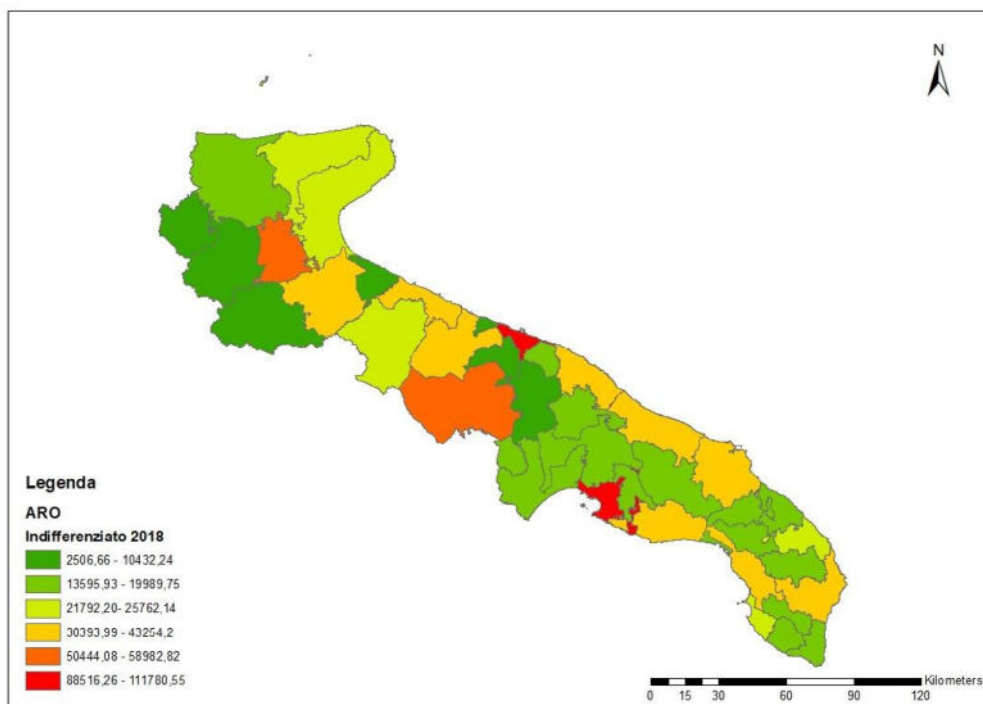 N
Legenda
ARO
Indifferenziato 2018
2506,66 - 10432,24
13595,93 - 19989,75
21792,20- 25762,14
30393,99 - 43254,2
50444,08 - 58982,82
88516,26 - 111780,55
Kilometers
0 15 30 60 90 120